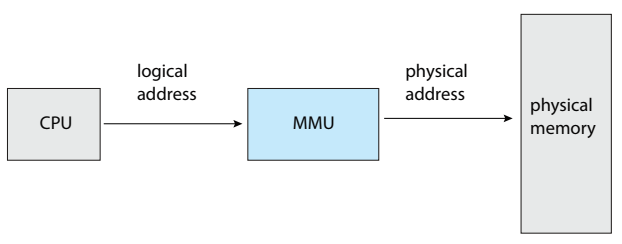 CPU
logical
address
MMU
physical
address
physical
memory